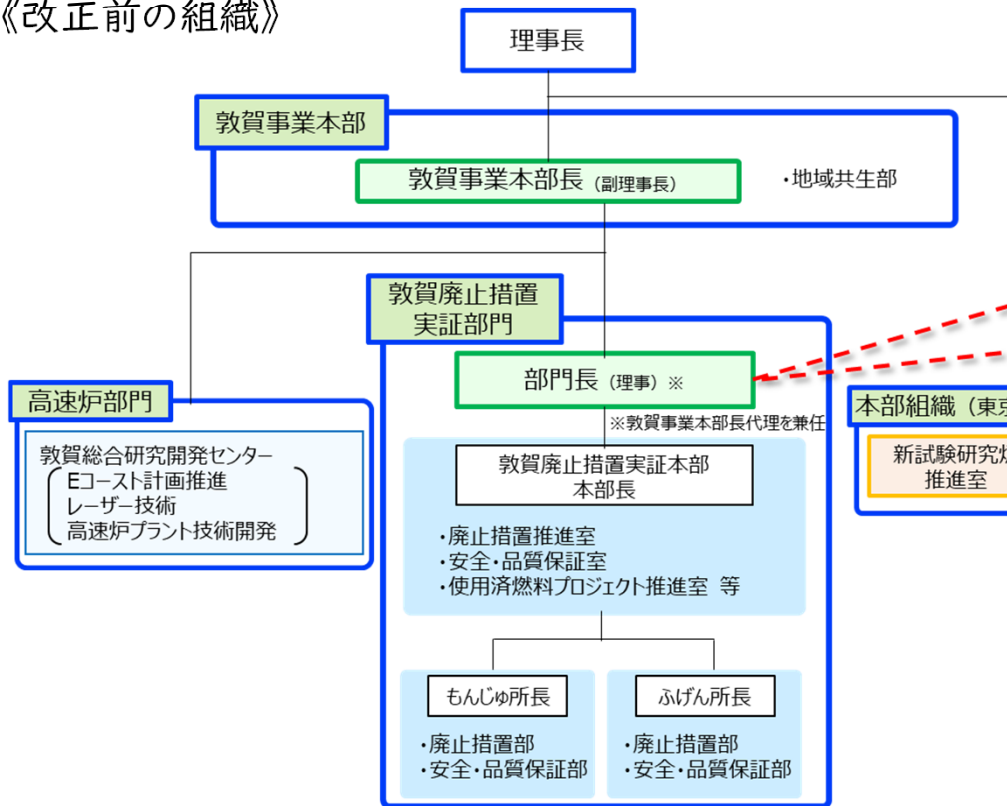 《改正前の組織》
理事長
敦賀事業本部
敦賀事業本部長（副理事長）
・地域共生部
敦賀廃止措置
実証部門
部門長（理事）※
※敦賀事業本部長代理を兼任
高速炉部門
敦賀総合研究開発センター
Eコースト計画推進
レーザー技術
高速炉プラント技術開発
敦賀廃止措置実証本部
本部長
・廃止措置推進室
・安全・品質保証室
・使用済燃料プロジェクト推進室 等
もんじゅ所長
・廃止措置部
・安全・品質保証部
ふげん所長
・廃止措置部
・安全・品質保証部
本部組織（東
新試験研究
推進室